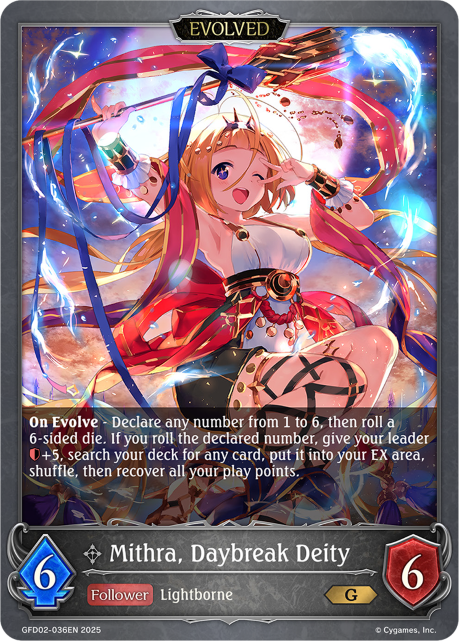 EVOLVED
On Evolve - Declare any number from 1 to 6, then roll a
6-sided die. If you roll the declared number, give your leader
+5, search your deck for any card, put it into your EX area,
shuffle, then recover all your play points.
Mithra, Daybreak Deity
6
Follower Lightborne
G
6
GFD02-036EN 2025
© Cygames, Inc.